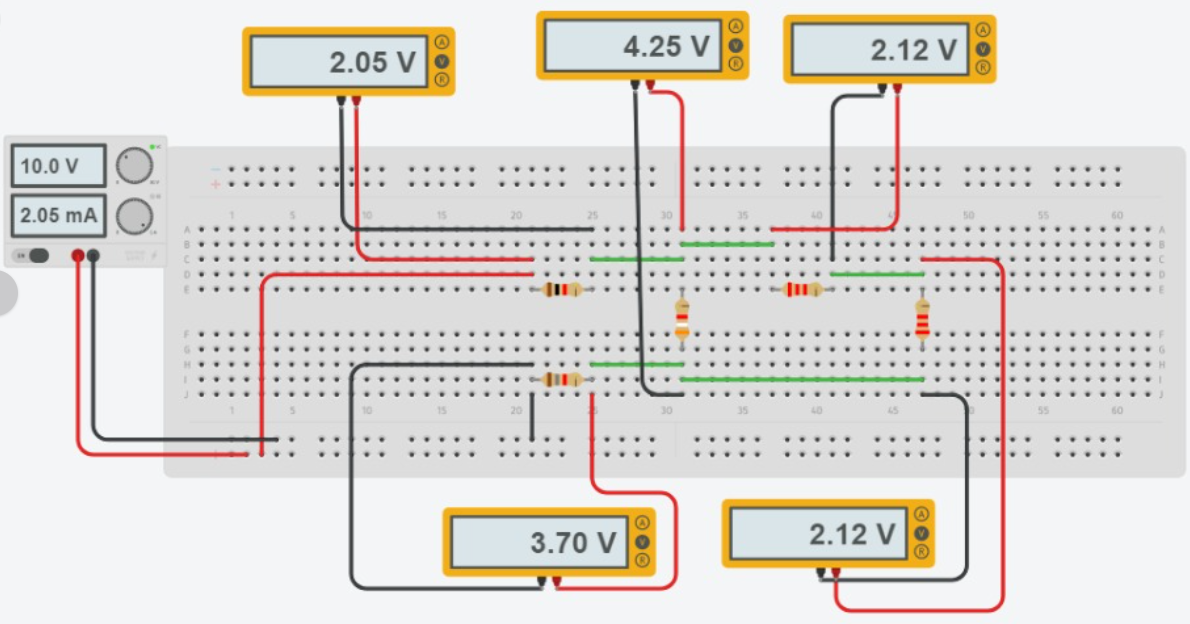 2.05 V
A
V
R
4.25 V
A
V
R
2.12 V
A
V
R
10.0 V
2.05 mA
1 5 10 15 20 25 30 35 40 45 50 55 60
A A
B B
C C
D D
E E
F F
G G
H H
I I
J J
1 5 10 15 20 25 30 35 40 45 50 55 60
3.70 V
A
V
R
2.12 V
A
V
R